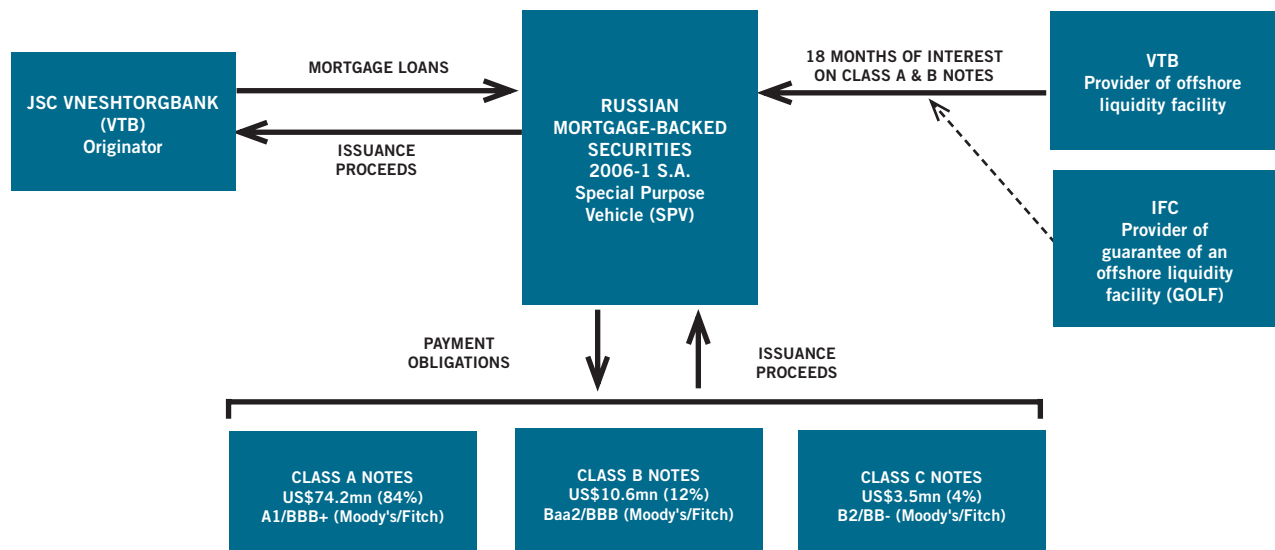 JSC VNESHTORGBANK
(VTB)
Originator
MORTGAGE LOANS
ISSUANCE
PROCEEDS
RUSSIAN
MORTGAGE-BACKED
SECURITIES
2006-1 S.A.
Special Purpose
Vehicle (SPV)
18 MONTHS OF INTEREST
ON CLASS A & B NOTES
VTB
Provider of offshore
liquidity facility
IFC
Provider of
guarantee of an
offshore liquidity
facility (GOLF)
PAYMENT
OBLIGATIONS
ISSUANCE
PROCEEDS
CLASS A NOTES
US$74.2mn (84%)
A1/BBB+ (Moody's/Fitch)
CLASS B NOTES
US$10.6mn (12%)
Baa2/BBB (Moody's/Fitch)
CLASS C NOTES
US$3.5mn (4%)
B2/BB- (Moody's/Fitch)